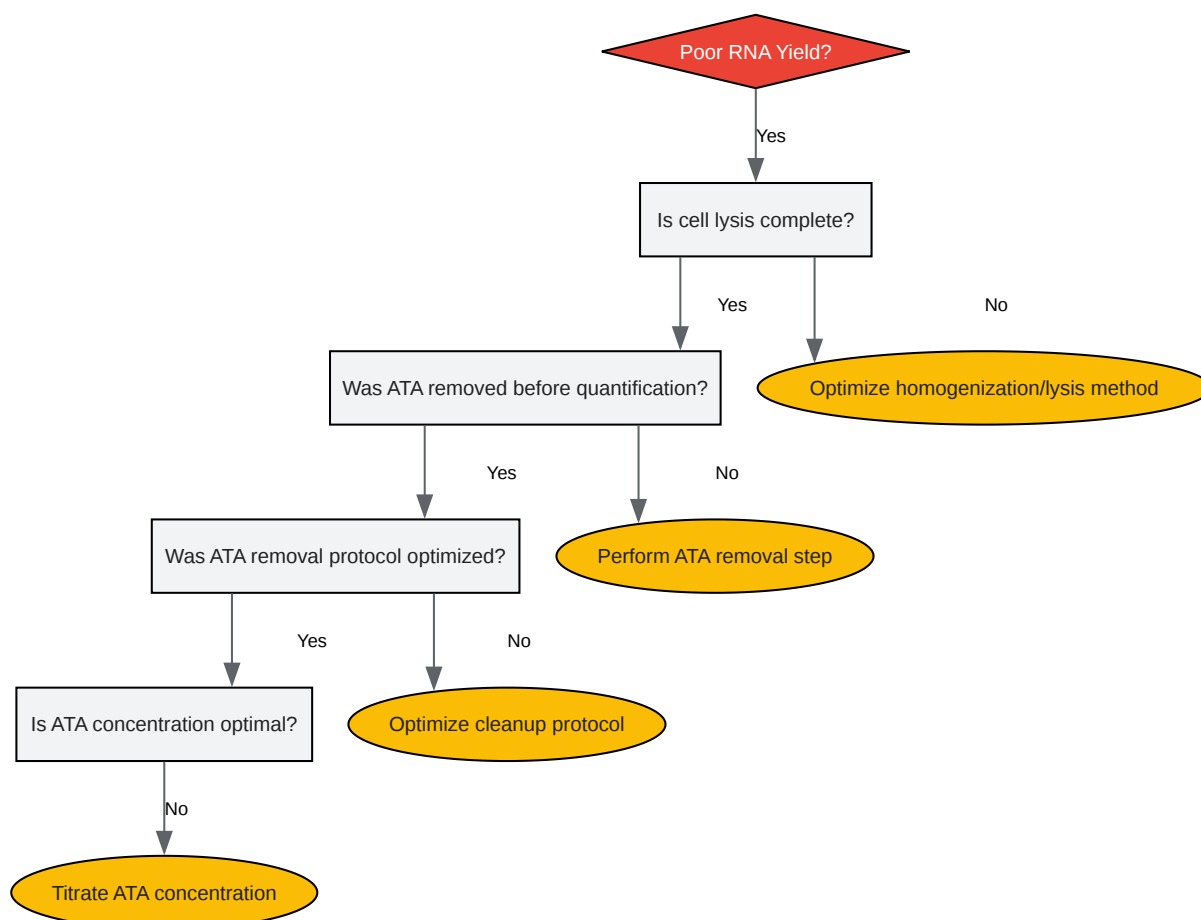 Poor RNA Yield?
Yes
Is cell lysis complete?
Yes
No
Was ATA removed before quantification?
Optimize homogenization/lysis method
Yes
No
Was ATA removal protocol optimized?
Perform ATA removal step
Yes
No
Is ATA concentration optimal?
Optimize cleanup protocol
No
Titrate ATA concentration